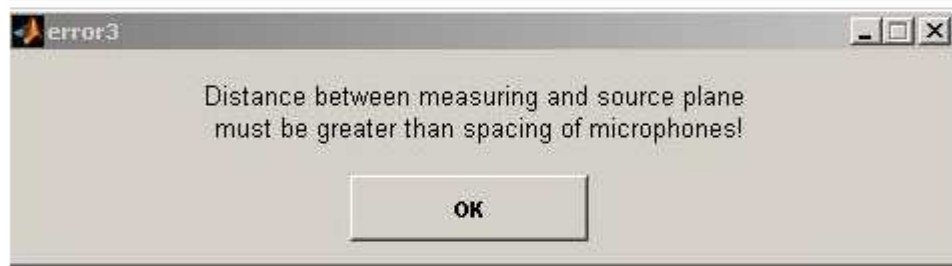 error3
Distance between measuring and source plane
must be greater than spacing of microphones!
OK